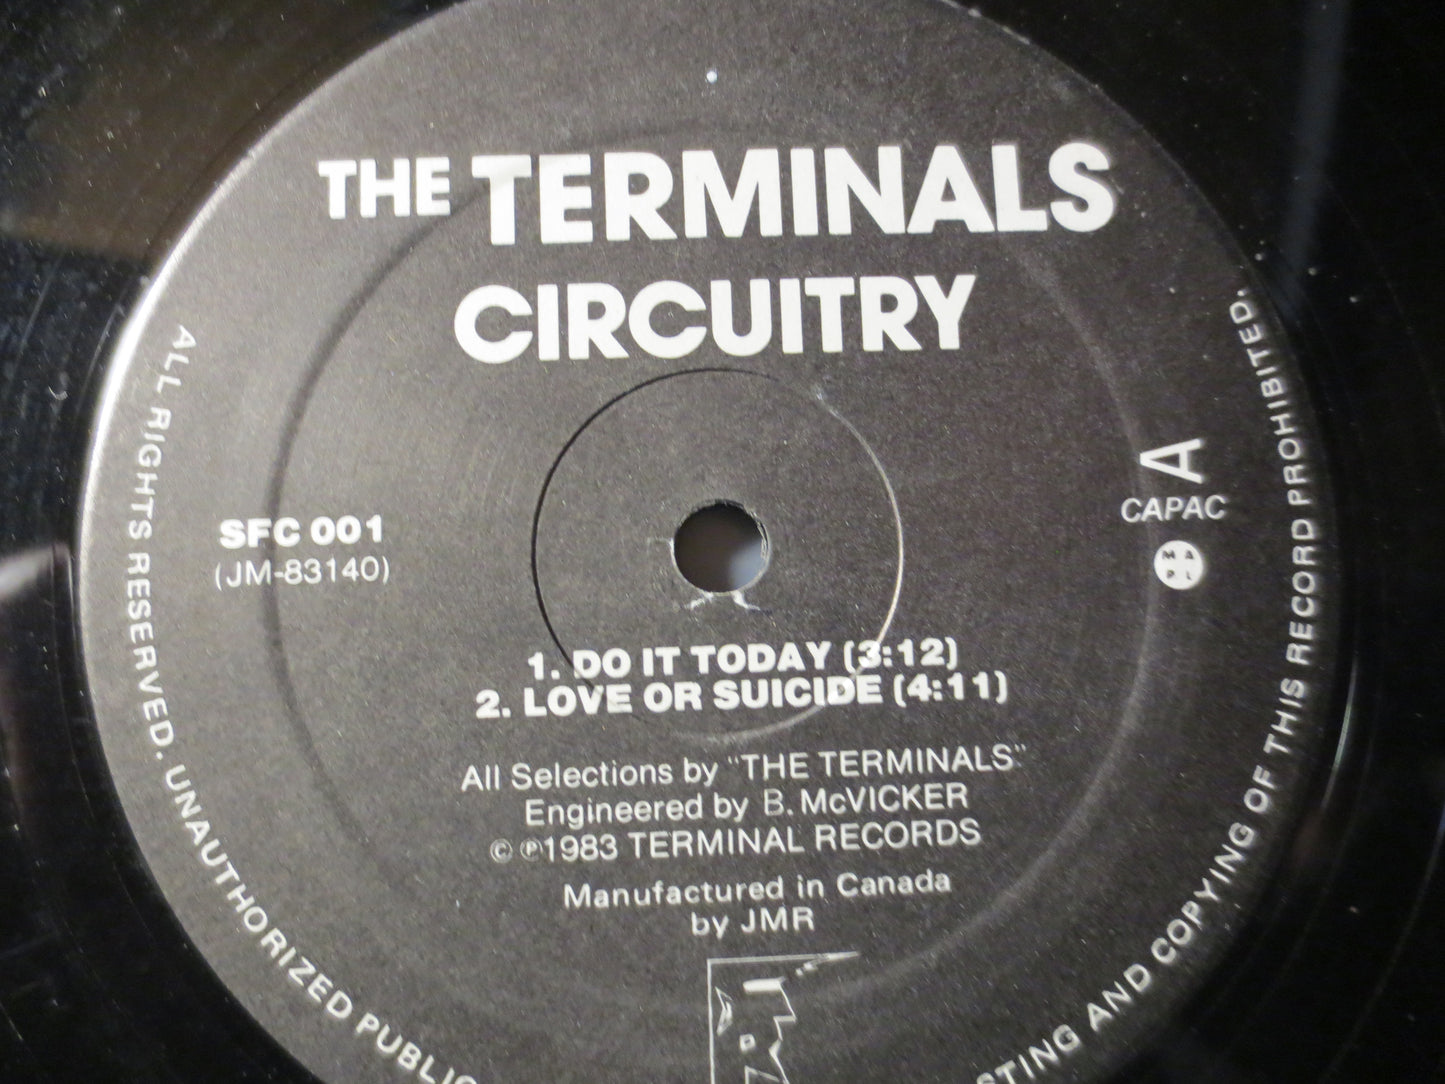 THE TERMINALS
CIRCUITRY
A
CAPAC
MAPL
SFC 001
(JM-83140)
1. DO IT TODAY (3:12)
2. LOVE OR SUICIDE (4:11)
All Selections by "THE TERMINALS."
Engineered by B. McVICKER
© ℗1983 TERMINAL RECORDS
Manufactured in Canada
by JMR
ALL RIGHTS RESERVED. UNAUTHORIZED PUBLIC STING AND COPYING OF THIS RECORD PROHIBITED.